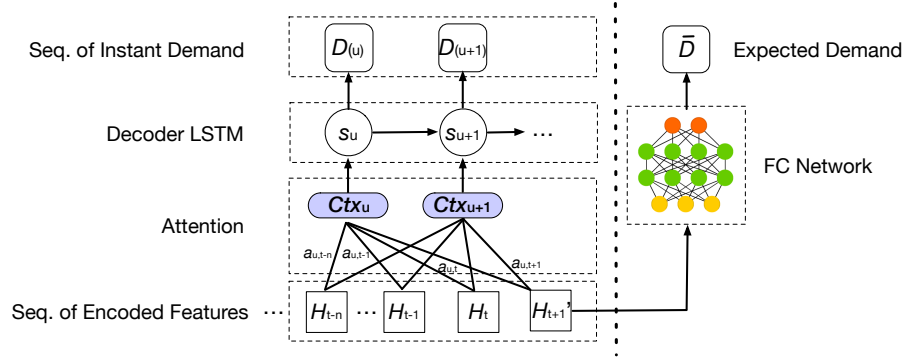 Seq. of Instant Demand D(u) D(u+1) D̄ Expected Demand
Decoder LSTM su su+1 ... FC Network
Attention Ctxu Ctxu+1
au,t-n au,t-1 au,t au,t+1
Seq. of Encoded Features ... Ht-n ... Ht-1 Ht Ht+1’